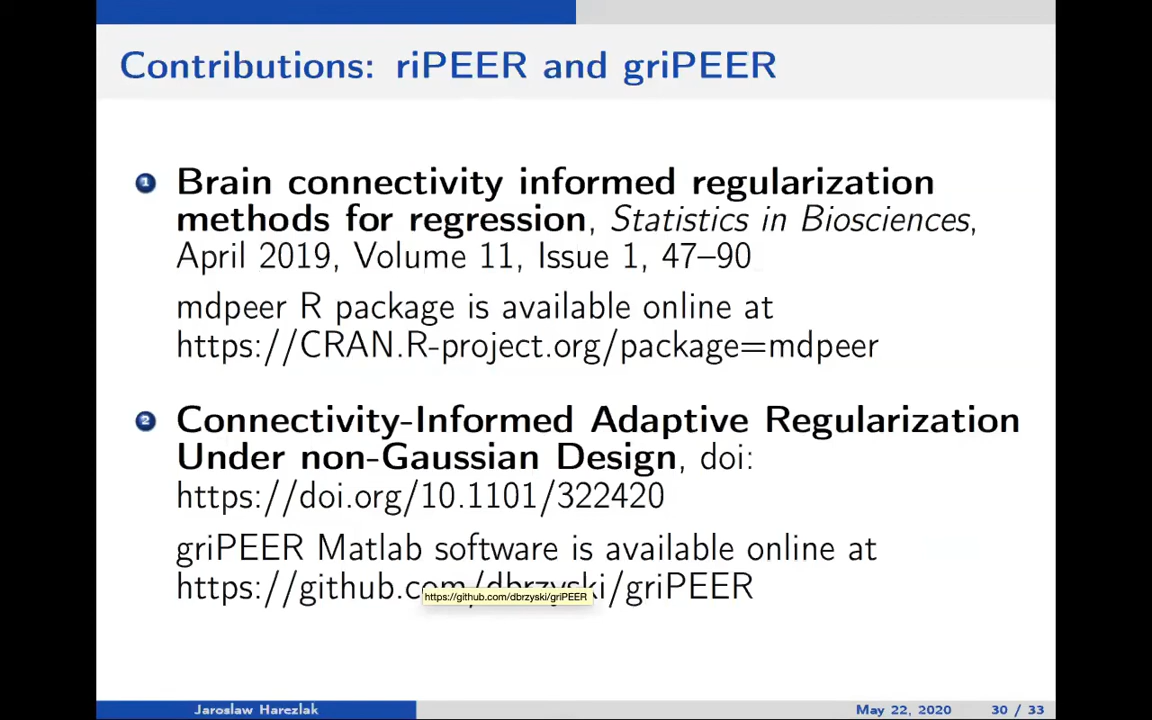 Contributions: riPEER and griPEER
1 Brain connectivity informed regularization
methods for regression, Statistics in Biosciences,
April 2019, Volume 11, Issue 1, 47–90
mdpeer R package is available online at
https://CRAN.R-project.org/package=mdpeer
2 Connectivity-Informed Adaptive Regularization
Under non-Gaussian Design, doi:
https://doi.org/10.1101/322420
griPEER Matlab software is available online at
https://github.com/dbrzyski/griPEER
https://github.com/dbrzyski/griPEER
Jaroslaw Harezlak May 22, 2020 30 / 33